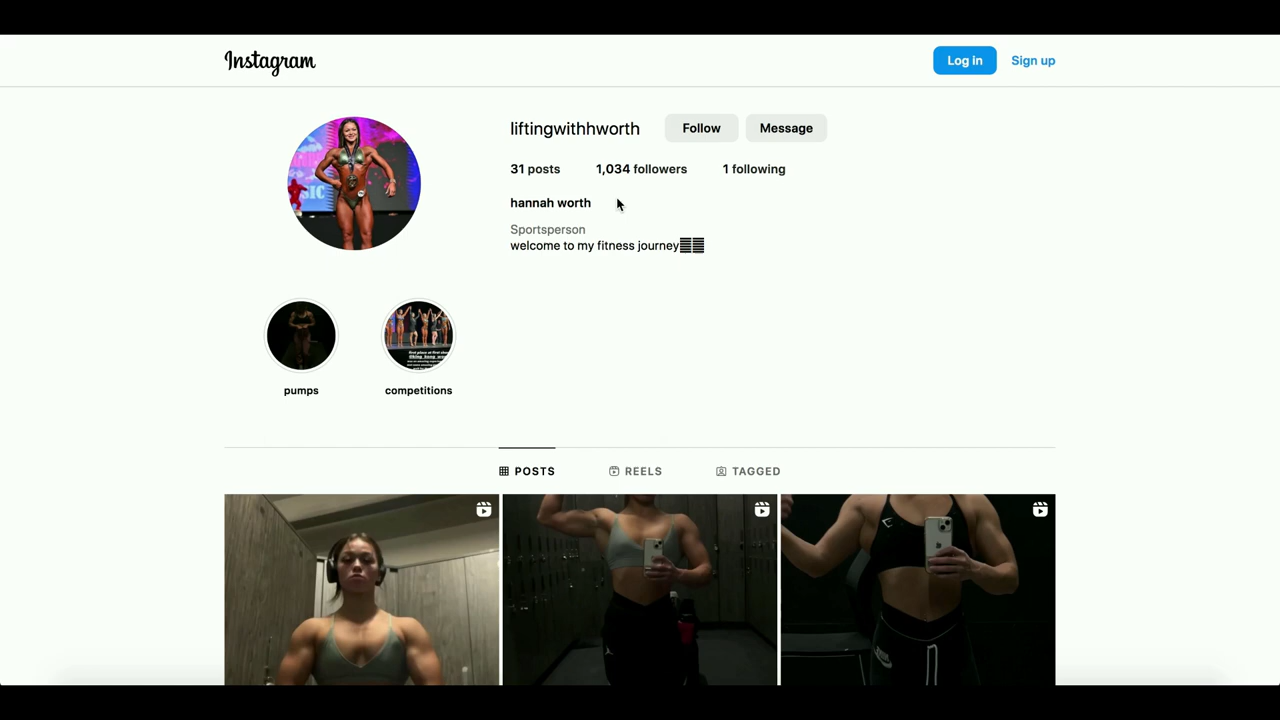 Instagram
Log in
Sign up
liftingwithhworth
Follow
Message
31 posts
1,034 followers
1 following
hannah worth
Sportsperson
welcome to my fitness journey
pumps
competitions
POSTS
REELS
TAGGED